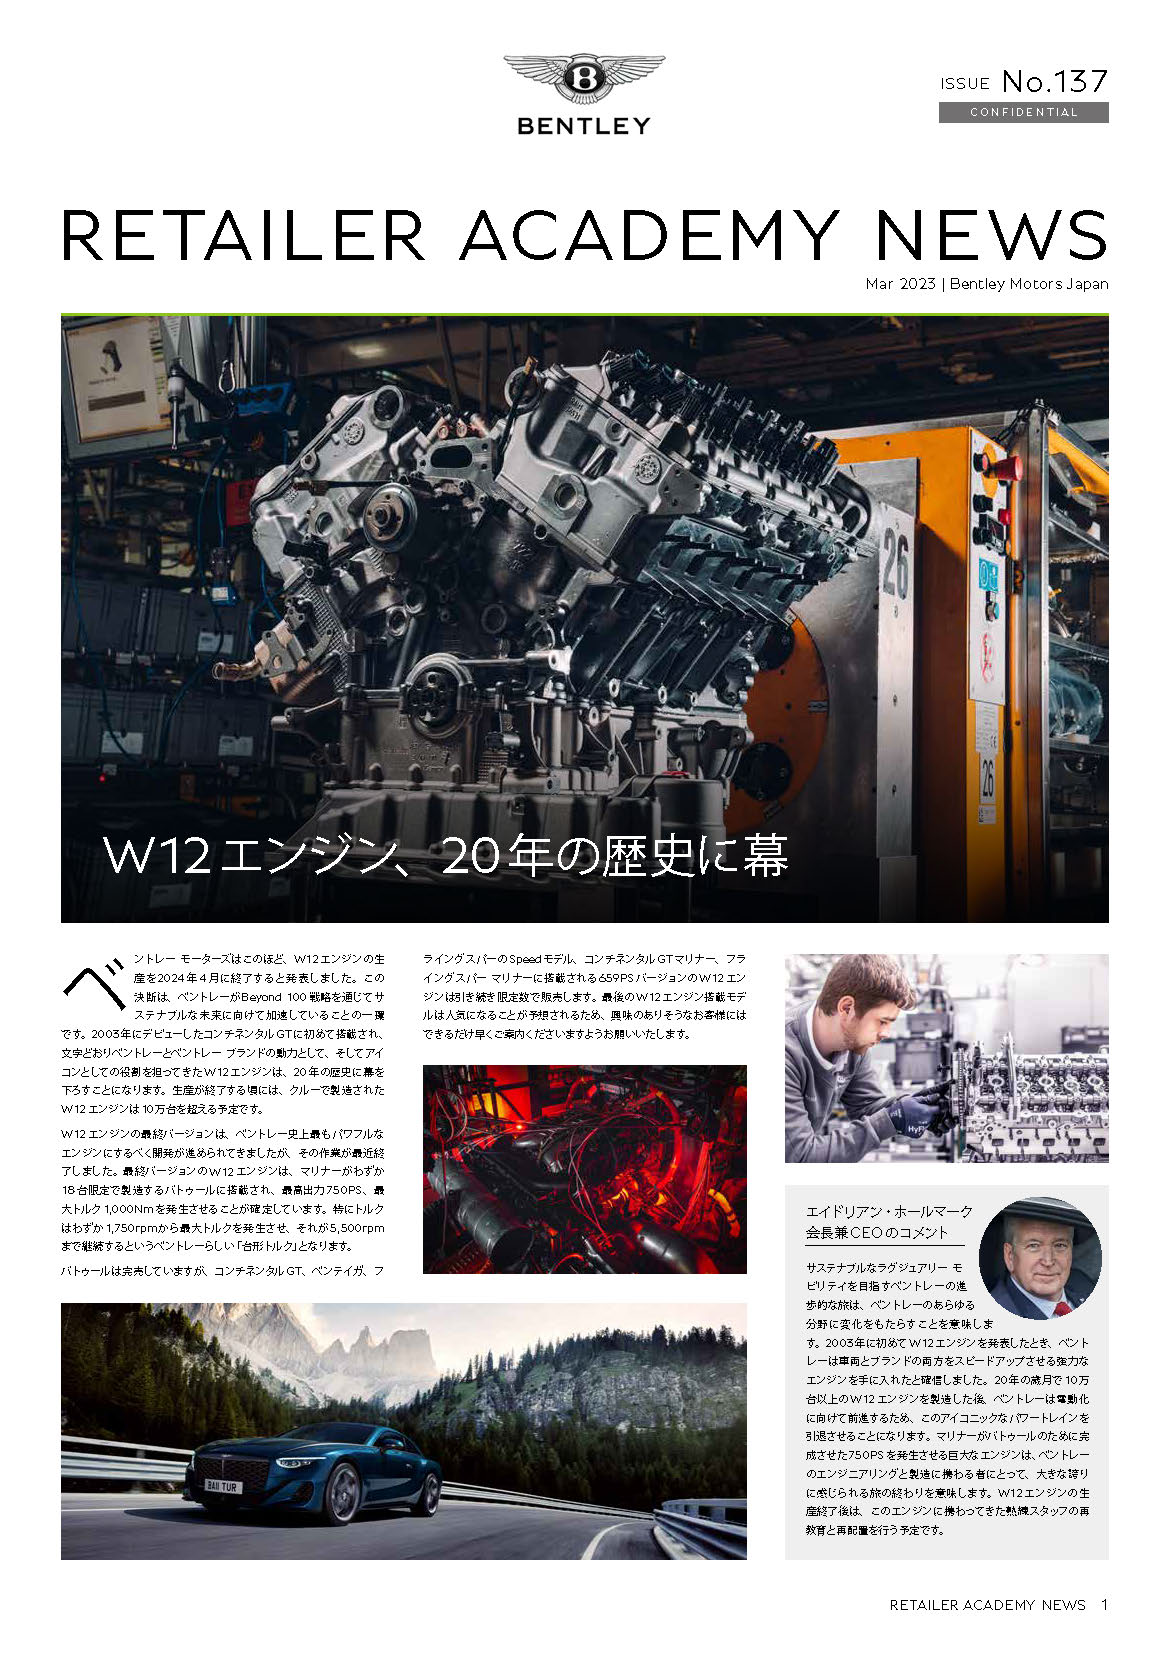 BENTLEY
ISSUE No.137
CONFIDENTIAL
RETAILER ACADEMY NEWS
Mar 2023 | Bentley Motors Japan
26
26
W12エンジン、20年の歴史に幕
ベントレー モーターズはこのほど、W12エンジンの生
産を2024年4月に終了すると発表しました。この
決断は、ベントレーがBeyond 100戦略を通じてサ
ステナブルな未来に向けて加速していることの一環
です。2003年にデビューしたコンチネンタルGTに初めて搭載され、
文字どおりベントレーとベントレー ブランドの動力として、そしてアイ
コンとしての役割を担ってきたW12エンジンは、20年の歴史に幕を
下ろすことになります。生産が終了する頃には、クルーで製造された
W12エンジンは10万台を超える予定です。
W12エンジンの最終バージョンは、ベントレー史上最もパワフルな
エンジンにするべく開発が進められてきましたが、その作業が最近終
了しました。最終バージョンのW12エンジンは、マリナーがわずか
18台限定で製造するバトゥールに搭載され、最高出力750PS、最
大トルク1,000Nmを発生させることが確定しています。特にトルク
はわずか1,750rpmから最大トルクを発生させ、それが5,500rpm
まで継続するというベントレーらしい「台形トルク」となります。
バトゥールは完売していますが、コンチネンタルGT、ベンテイガ、フ
ライングスパーのSpeedモデル、コンチネンタルGTマリナー、フラ
イングスパー マリナーに搭載される659PSバージョンのW12エン
ジンは引き続き限定数で販売します。最後のW12エンジン搭載モデ
ルは人気になることが予想されるため、興味のありそうなお客様には
できるだけ早くご案内くださいますようお願いいたします。
HyFl
BAII TUR
エイドリアン・ホールマーク
会長兼CEOのコメント
サステナブルなラグジュアリー モ
ビリティを目指すベントレーの進
歩的な旅は、ベントレーのあらゆる
分野に変化をもたらすことを意味しま
す。2003年に初めてW12エンジンを発表したとき、ベント
レーは車両とブランドの両方をスピードアップさせる強力な
エンジンを手に入れたと確信しました。20年の歳月で10万
台以上のW12エンジンを製造した後、ベントレーは電動化
に向けて前進するため、このアイコニックなパワートレインを
引退させることになります。マリナーがバトゥールのために完
成させた750PSを発生させる巨大なエンジンは、ベントレー
のエンジニアリングと製造に携わる者にとって、大きな誇り
に感じられる旅の終わりを意味します。W12エンジンの生
産終了後は、このエンジンに携わってきた熟練スタッフの再
教育と再配置を行う予定です。
RETAILER ACADEMY NEWS 1